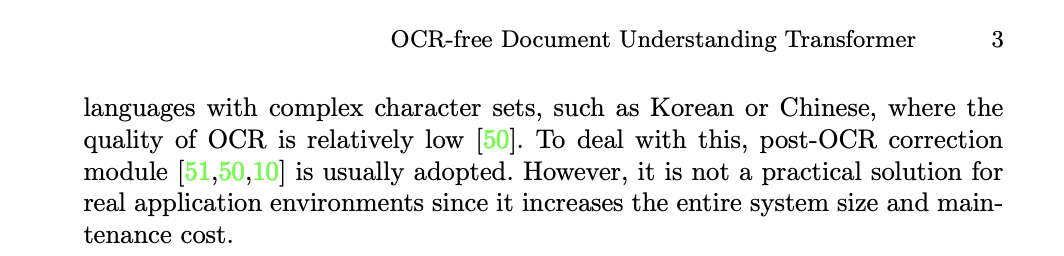 OCR-free Document Understanding Transformer 3
languages with complex character sets, such as Korean or Chinese, where the
quality of OCR is relatively low [50]. To deal with this, post-OCR correction
module [51,50,10] is usually adopted. However, it is not a practical solution for
real application environments since it increases the entire system size and main-
tenance cost.